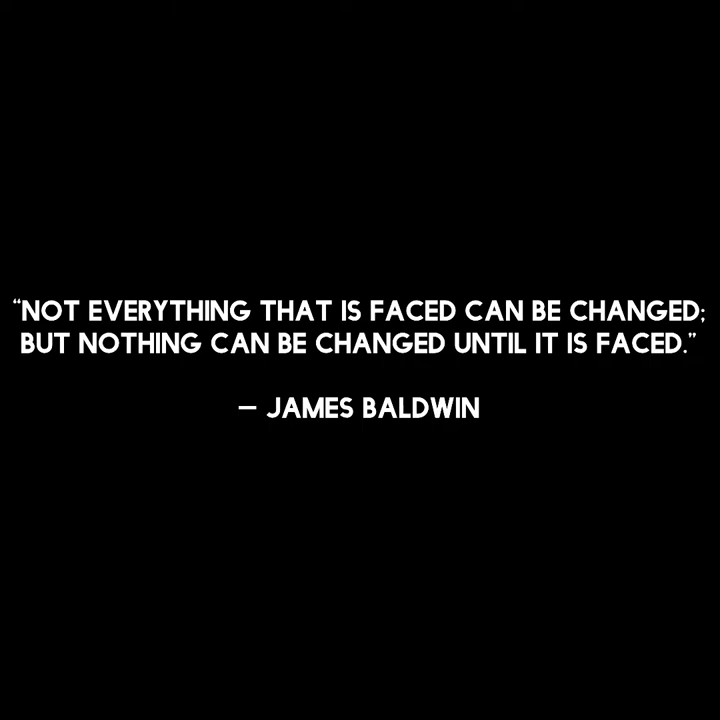 “NOT EVERYTHING THAT IS FACED CAN BE CHANGED;
BUT NOTHING CAN BE CHANGED UNTIL IT IS FACED.”
— JAMES BALDWIN